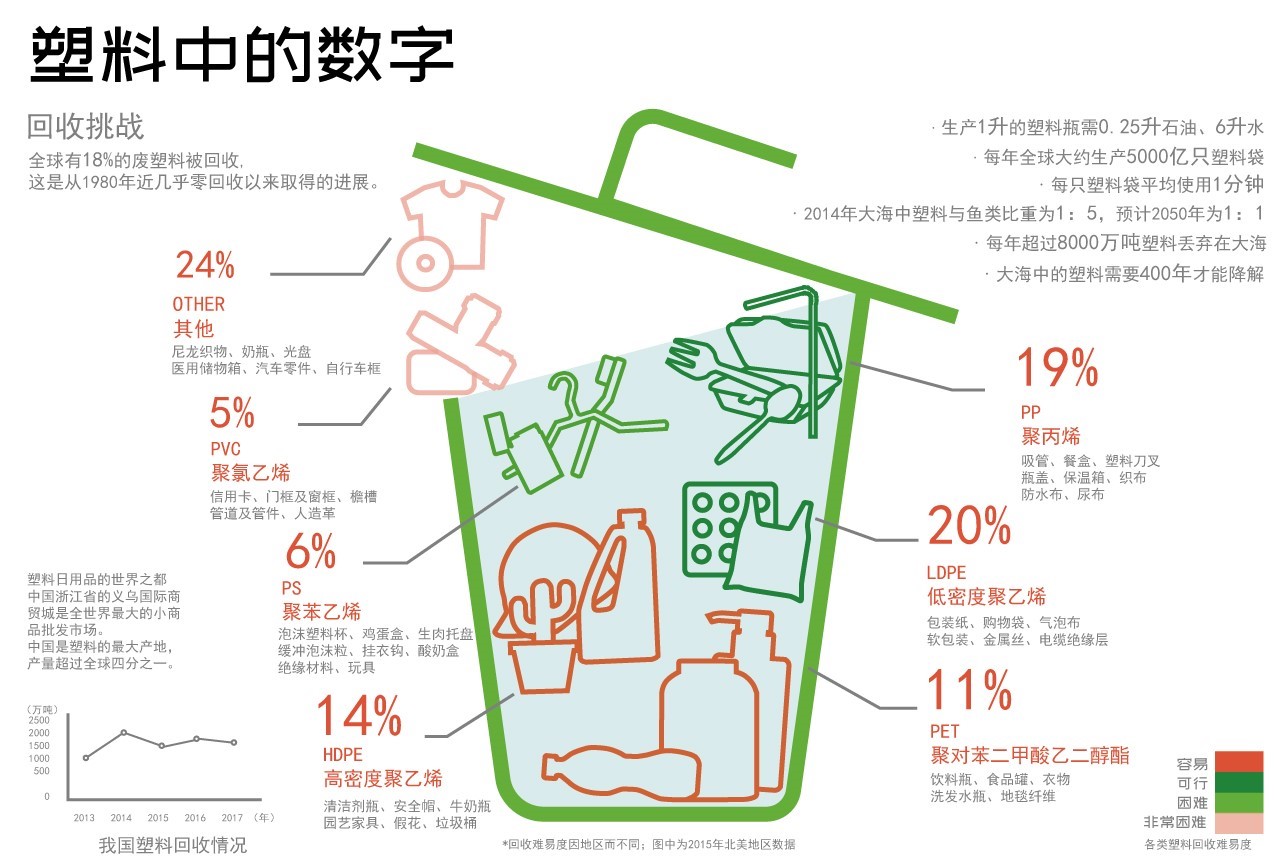 塑料中的数字
回收挑战
全球有18%的废塑料被回收,
这是从1980年近几乎零回收以来取得的进展。
· 生产1升的塑料瓶需0.25升石油、6升水
· 每年全球大约生产5000亿只塑料袋
· 每只塑料袋平均使用1分钟
· 2014年大海中塑料与鱼类比重为1：5，预计2050年为1：1
· 每年超过8000万吨塑料丢弃在大海
· 大海中的塑料需要400年才能降解
24%
OTHER
其他
尼龙织物、奶瓶、光盘
医用储物箱、汽车零件、自行车框
5%
PVC
聚氯乙烯
信用卡、门框及窗框、檐槽
管道及管件、人造革
6%
PS
聚苯乙烯
泡沫塑料杯、鸡蛋盒、生肉托盘
缓冲泡沫粒、挂衣钩、酸奶盒
绝缘材料、玩具
14%
HDPE
高密度聚乙烯
清洁剂瓶、安全帽、牛奶瓶
园艺家具、假花、垃圾桶
19%
PP
聚丙烯
吸管、餐盒、塑料刀叉
瓶盖、保温箱、织布
防水布、尿布
20%
LDPE
低密度聚乙烯
包装纸、购物袋、气泡布
软包装、金属丝、电缆绝缘层
11%
PET
聚对苯二甲酸乙二醇酯
饮料瓶、食品罐、衣物
洗发水瓶、地毯纤维
塑料日用品的世界之都
中国浙江省的义乌国际商
贸城是全世界最大的小商
品批发市场。
中国是塑料的最大产地，
产量超过全球四分之一。
（万吨）
2500
2000
1500
1000
500
0
2013 2014 2015 2016 2017 （年）
我国塑料回收情况
容易
可行
困难
非常困难
各类塑料回收难易度
*回收难易度因地区而不同；图中为2015年北美地区数据